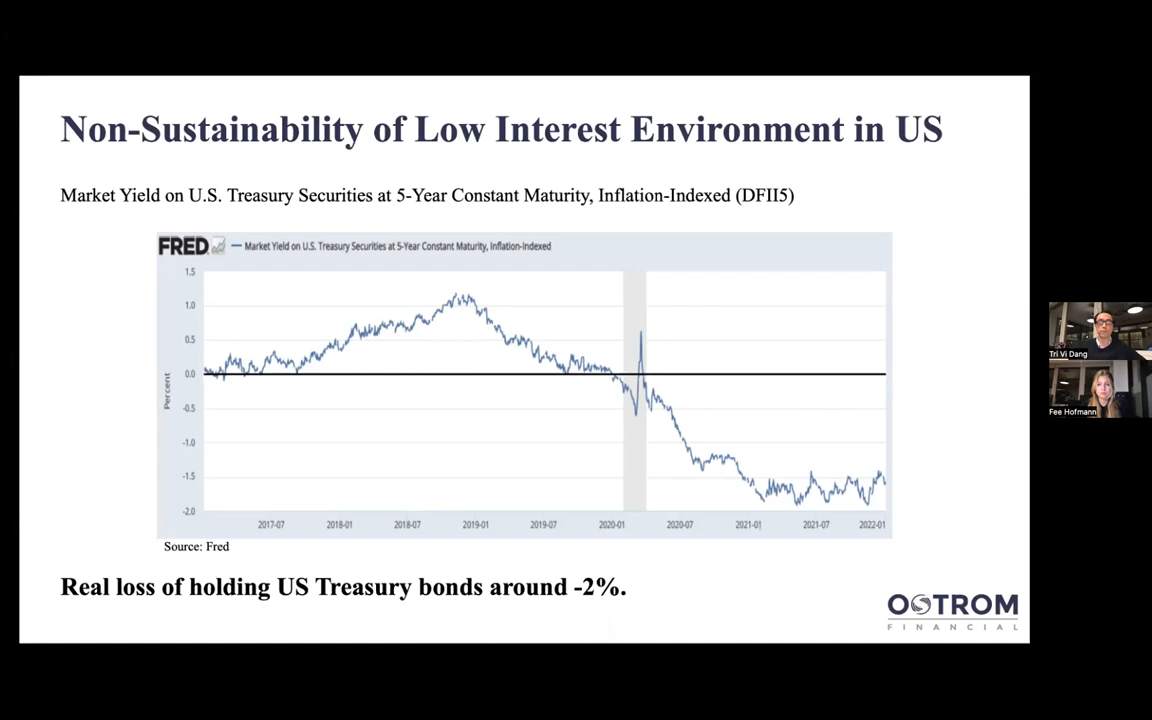 Non-Sustainability of Low Interest Environment in US
Market Yield on U.S. Treasury Securities at 5-Year Constant Maturity, Inflation-Indexed (DFII5)
FRED
Market Yield on U.S. Treasury Securities at 5-Year Constant Maturity, Inflation-Indexed
1.5
1.0
0.5
0.0
-0.5
-1.0
-1.5
-2.0
Percent
2017-07 2018-01 2018-07 2019-01 2019-07 2020-01 2020-07 2021-01 2021-07 2022-01
Source: Fred
Real loss of holding US Treasury bonds around -2%.
OSTROM
FINANCIAL
Tri Vi Dang
Fee Hofmann